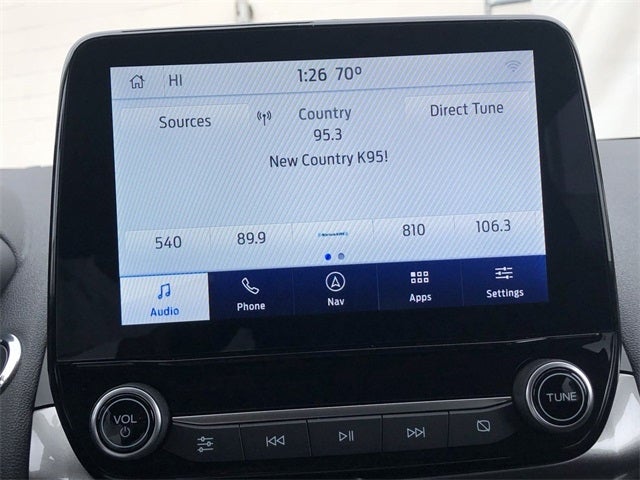 HI 1:26 70°
Sources Country Direct Tune
95.3
New Country K95!
540 89.9 SiriusXM 810 106.3
Audio Phone Nav Apps Settings
VOL TUNE